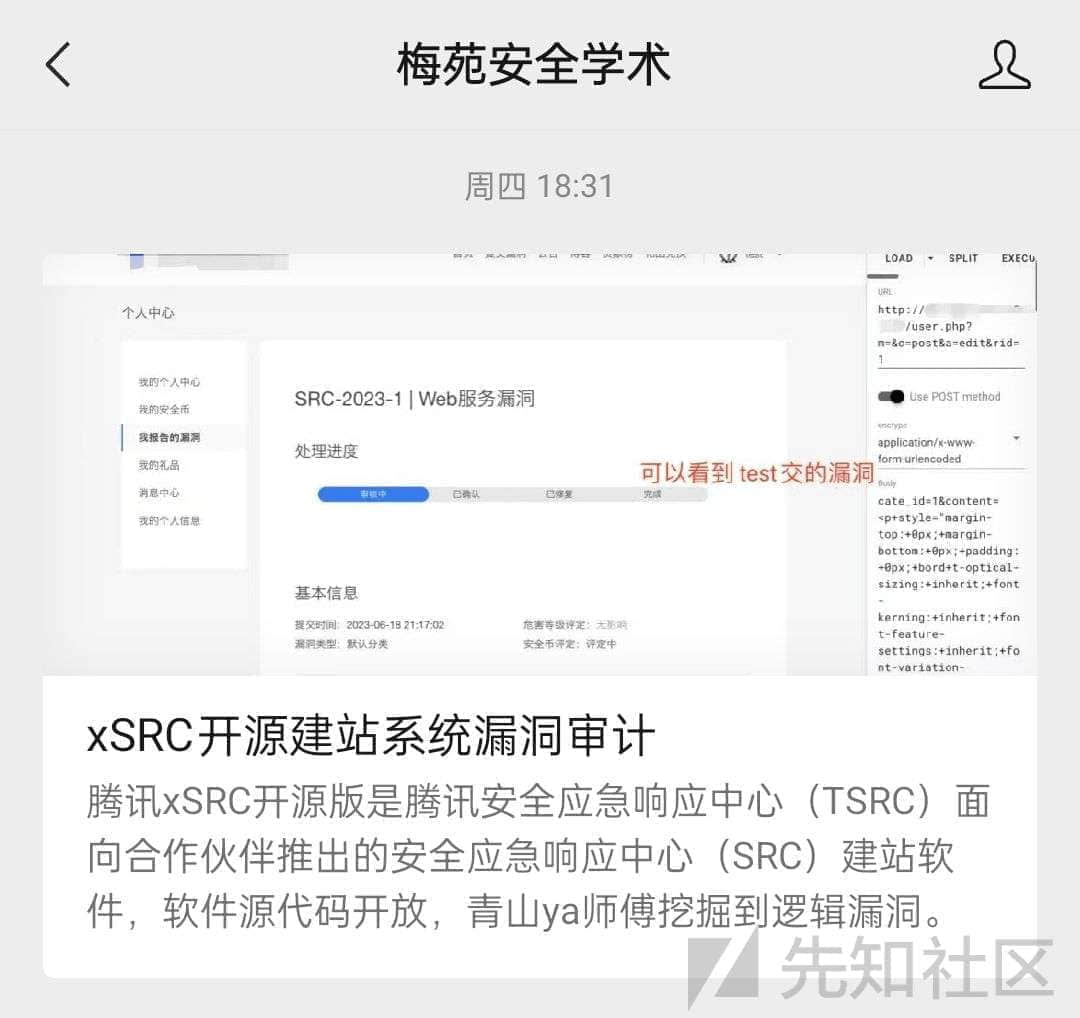 梅苑安全学术
周四 18:31
LOAD SPLIT EXECU
URL
http://
/user.php?
m=&c=post&a=edit&rid=
1
Use POST method
enctype
application/x-www-
form-urlencoded
Body
cate_id=1&content=
<p+style="margin-
top:+0px;+margin-
bottom:+0px;+padding:
+0px;+bord+t-optical-
sizing:+inherit;+font
-
kerning:+inherit;+fon
t-feature-
settings:+inherit;+fo
nt-variation-
个人中心
我的个人中心
我的安全币
我报告的漏洞
我的礼品
消息中心
我的个人信息
SRC-2023-1 | Web服务漏洞
处理进度
审核中 已确认 已修复 完成
可以看到 test 交的漏洞
基本信息
提交时间: 2023-06-18 21:17:02 危害等级评定: 无影响
漏洞类型: 默认分类 安全币评定: 评定中
xSRC开源建站系统漏洞审计
腾讯xSRC开源版是腾讯安全应急响应中心（TSRC）面
向合作伙伴推出的安全应急响应中心（SRC）建站软
件，软件源代码开放，青山ya师傅挖掘到逻辑漏洞。
先知社区